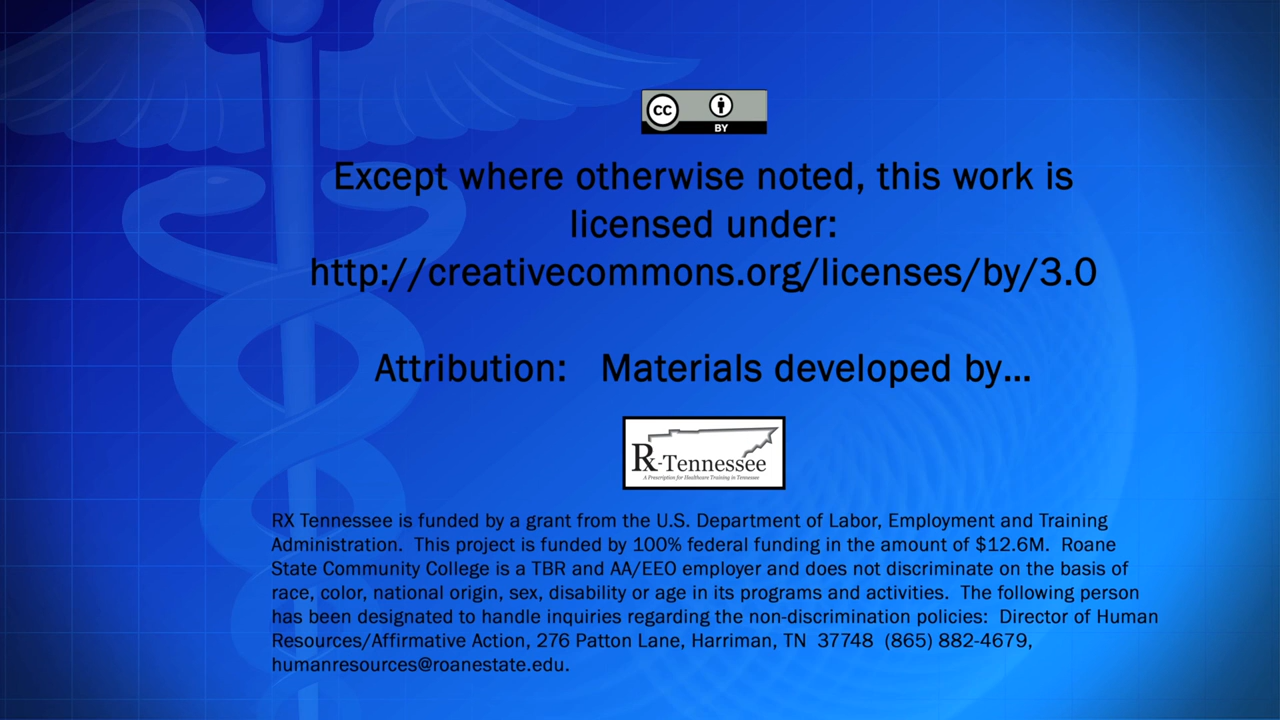 cc
BY
Except where otherwise noted, this work is
licensed under:
http://creativecommons.org/licenses/by/3.0
Attribution:   Materials developed by...
Rx-Tennessee
A Prescription for Healthcare Training in Tennessee
RX Tennessee is funded by a grant from the U.S. Department of Labor, Employment and Training
Administration.  This project is funded by 100% federal funding in the amount of $12.6M.  Roane
State Community College is a TBR and AA/EEO employer and does not discriminate on the basis of
race, color, national origin, sex, disability or age in its programs and activities.  The following person
has been designated to handle inquiries regarding the non-discrimination policies:  Director of Human
Resources/Affirmative Action, 276 Patton Lane, Harriman, TN  37748  (865) 882-4679,
humanresources@roanestate.edu.